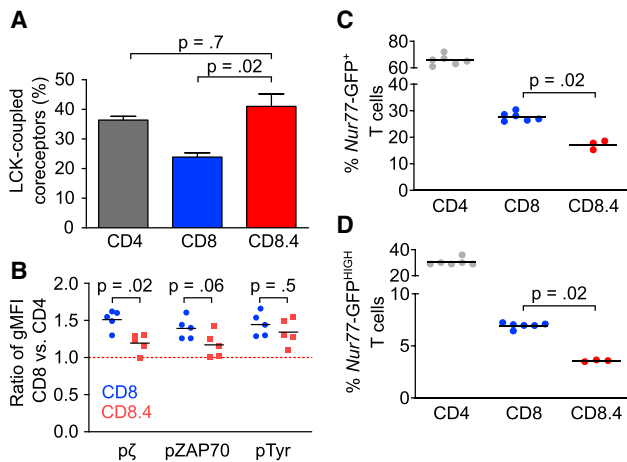 A
p = .7
p = .02
LCK-coupled
coreceptors (%)
50
40
30
20
10
0
CD4 CD8 CD8.4
B
p = .02 p = .06 p = .5
Ratio of gMFI
CD8 vs. CD4
2.0
1.5
1.0
0.5
0.0
CD8
CD8.4
pζ pZAP70 pTyr
C
% Nur77-GFP+
T cells
80
60
40
30
20
10
0
p = .02
CD4 CD8 CD8.4
D
% Nur77-GFPHIGH
T cells
40
20
10
5
0
p = .02
CD4 CD8 CD8.4